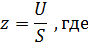 z = U/S , где